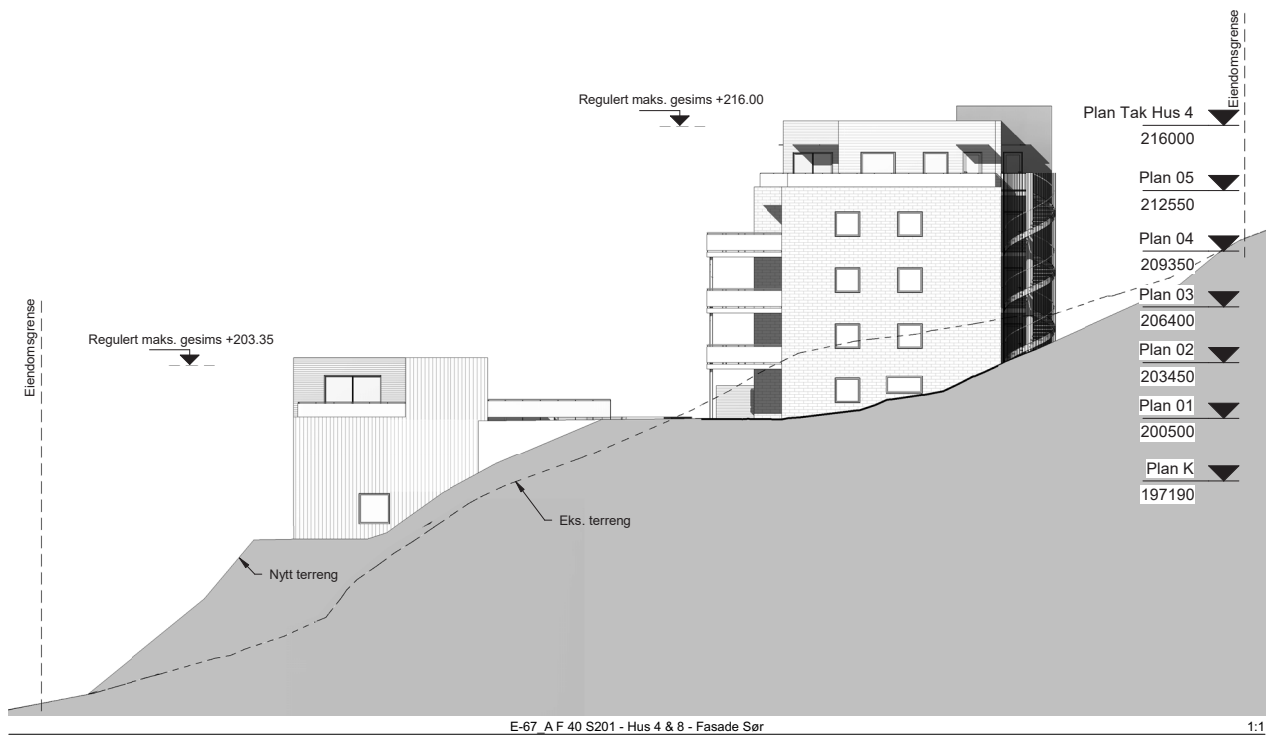 Regulert maks. gesims +216.00
Eiendomsgrense
Plan Tak Hus 4
216000
Plan 05
212550
Plan 04
209350
Plan 03
206400
Plan 02
203450
Plan 01
200500
Plan K
197190
Eiendomsgrense
Regulert maks. gesims +203.35
Eks. terreng
Nytt terreng
E-67_A F 40 S201 - Hus 4 & 8 - Fasade Sør
1:1